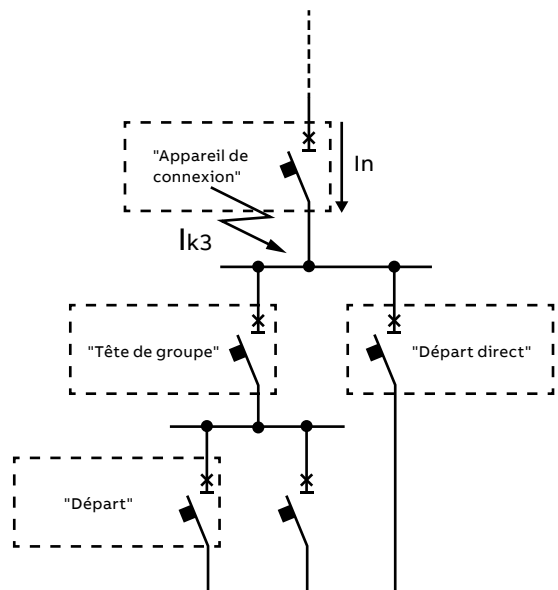 "Appareil de
connexion"
In
Ik3
"Tête de groupe"
"Départ direct"
"Départ"